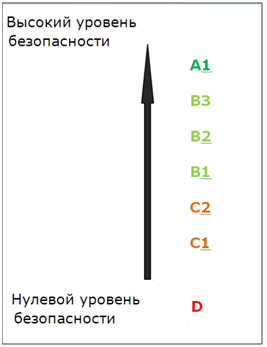 Высокий уровень
безопасности
A1
B3
B2
B1
C2
C1
Нулевой уровень
безопасности
D